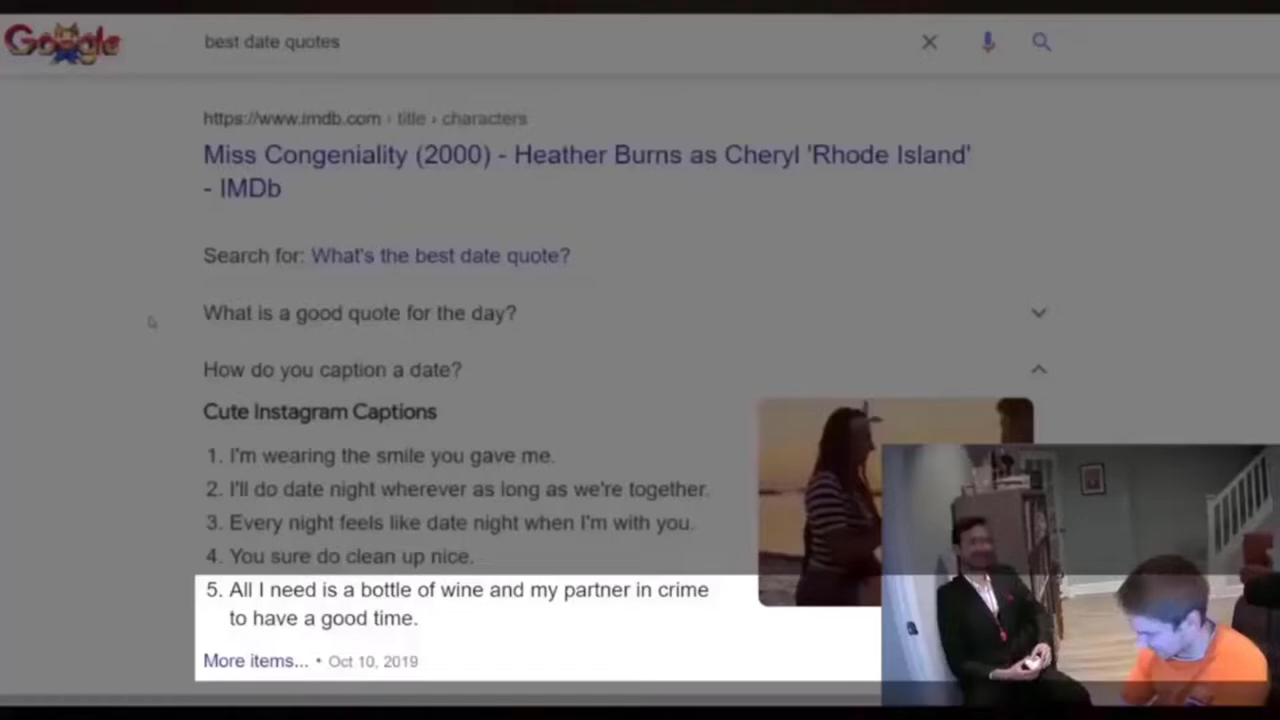 Google
best date quotes
https://www.imdb.com › title › characters
Miss Congeniality (2000) - Heather Burns as Cheryl 'Rhode Island'
- IMDb
Search for: What's the best date quote?
What is a good quote for the day?
How do you caption a date?
Cute Instagram Captions
1. I'm wearing the smile you gave me.
2. I'll do date night wherever as long as we're together.
3. Every night feels like date night when I'm with you.
4. You sure do clean up nice.
5. All I need is a bottle of wine and my partner in crime
to have a good time.
More items... • Oct 10, 2019